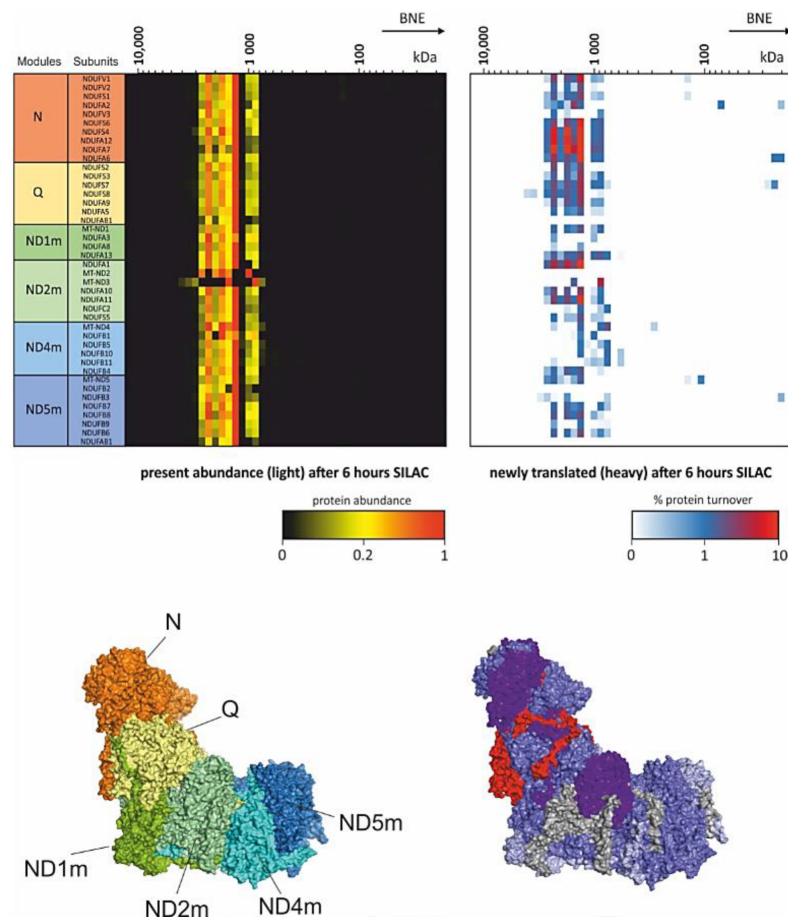 BNE
BNE
10,000
1 000
100
kDa
10,000
1 000
100
kDa
Modules
Subunits
N
NDUFV1
NDUFV2
NDUFS1
NDUFA2
NDUFV3
NDUFS6
NDUFS4
NDUFA12
NDUFA7
NDUFA6
Q
NDUFS2
NDUFS3
NDUFS7
NDUFS8
NDUFA9
NDUFA5
NDUFAB1
ND1m
MT-ND1
NDUFA3
NDUFA8
NDUFA13
ND2m
NDUFA1
MT-ND2
MT-ND3
NDUFA10
NDUFA11
NDUFC2
NDUFS5
ND4m
MT-ND4
NDUFB1
NDUFB5
NDUFB10
NDUFB11
NDUFB4
ND5m
MT-ND5
NDUFB2
NDUFB3
NDUFB7
NDUFB8
NDUFB9
NDUFB6
NDUFAB1
present abundance (light) after 6 hours SILAC
newly translated (heavy) after 6 hours SILAC
protein abundance
0
0.2
1
% protein turnover
0
1
10
N
Q
ND5m
ND1m
ND2m
ND4m